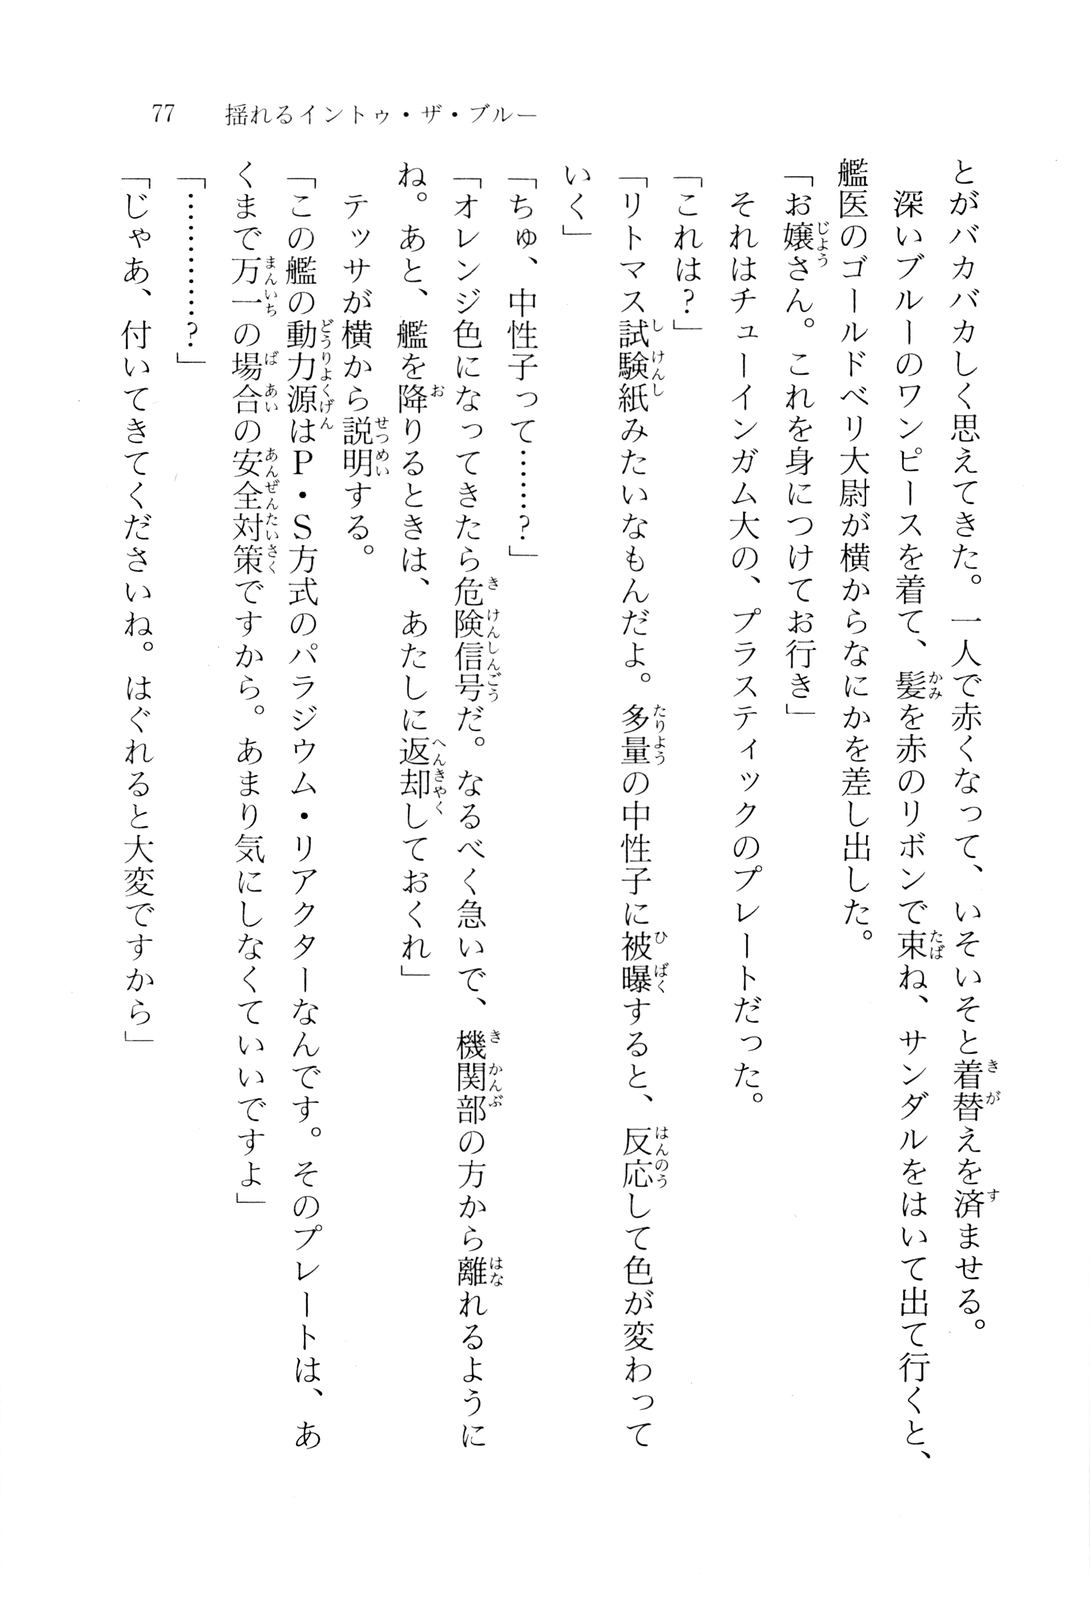 77 揺れるイントゥ・ザ・ブルー
とがバカバカしく思えてきた。一人で赤くなって、いそいそと着替えを済ませる。
深いブルーのワンピースを着て、髪を赤のリボンで束ね、サンダルをはいて出て行くと、
艦医のゴールドベリ大尉が横からなにかを差し出した。
「お嬢さん。これを身につけてお行き」
それはチューインガム大の、プラスティックのプレートだった。
「これは?」
「リトマス試験紙みたいなもんだよ。多量の中性子に被曝すると、反応して色が変わって
いく」
「ちゅ、中性子って……?」
「オレンジ色になってきたら危険信号だ。なるべく急いで、機関部の方から離れるように
ね。あと、艦を降りるときは、あたしに返却しておくれ」
テッサが横から説明する。
「この艦の動力源はP・S方式のパラジウム・リアクターなんです。そのプレートは、あ
くまで万一の場合の安全対策ですから。あまり気にしなくていいですよ」
「…………?」
「じゃあ、付いてきてくださいね。はぐれると大変ですから」